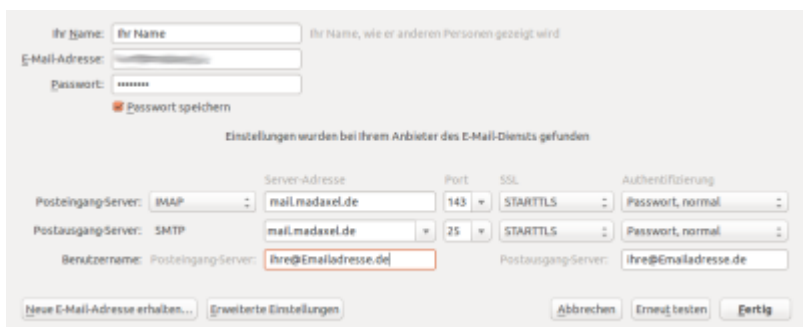 Ihr Name: Ihr Name Ihr Name, wie er anderen Personen gezeigt wird
E-Mail-Adresse:
Passwort: ••••••••
Passwort speichern
Einstellungen wurden bei Ihrem Anbieter des E-Mail-Diensts gefunden
Server-Adresse Port SSL Authentifizierung
Posteingang-Server: IMAP mail.madaxel.de 143 STARTTLS Passwort, normal
Postausgang-Server: SMTP mail.madaxel.de 25 STARTTLS Passwort, normal
Benutzername: Posteingang-Server: Ihre@Emailadresse.de Postausgang-Server: Ihre@Emailadresse.de
Neue E-Mail-Adresse erhalten... Erweiterte Einstellungen Abbrechen Erneut testen Fertig